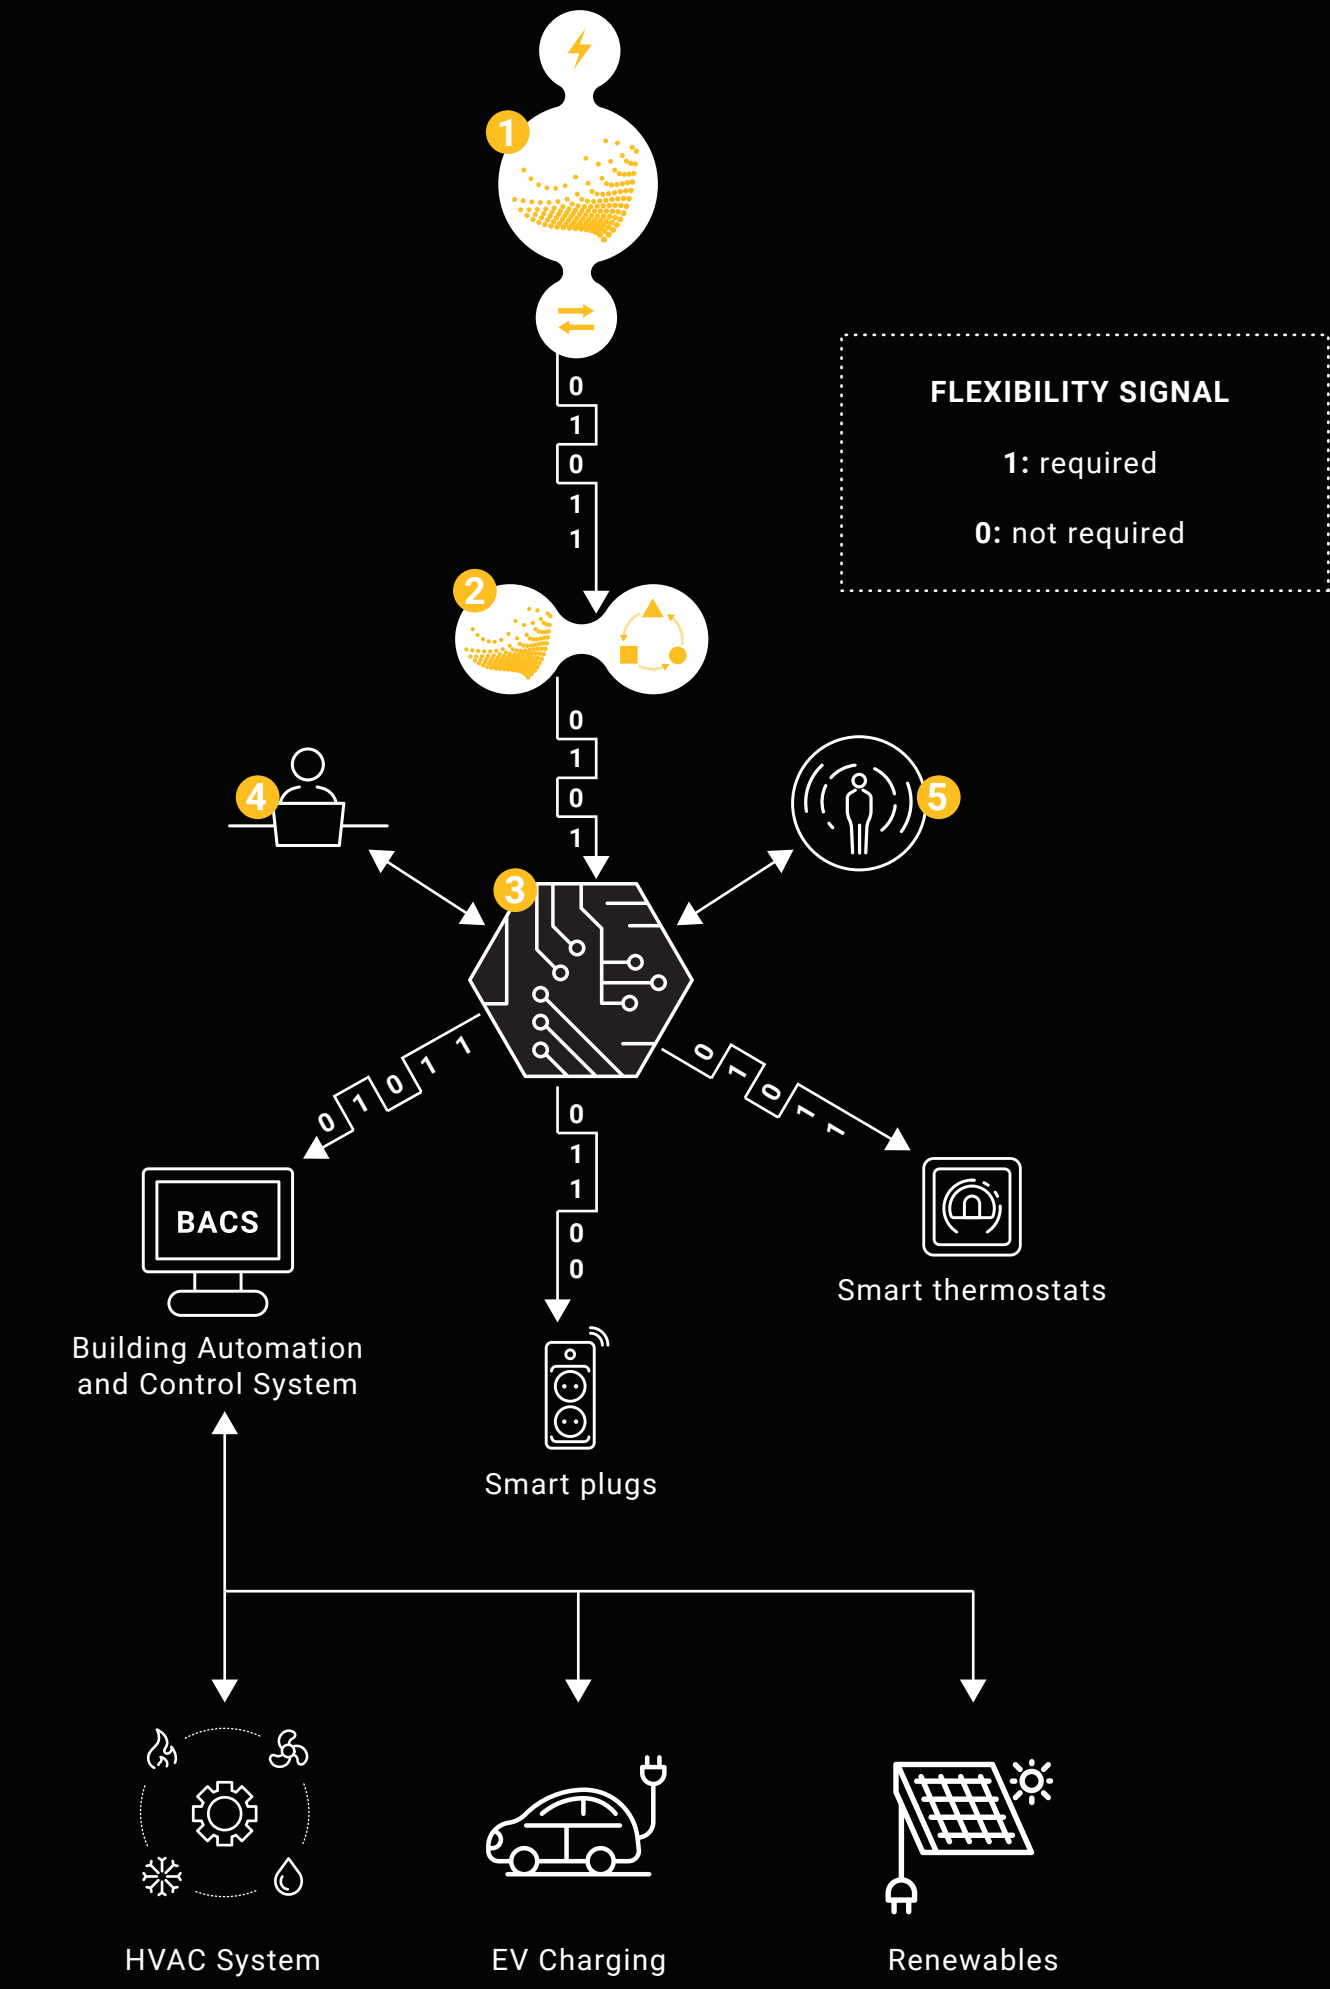 1
0
1
0
1
1
FLEXIBILITY SIGNAL
1: required
0: not required
2
0
1
0
1
4
5
3
0 1 0 1 1
0
1
1
0
0
0 1 0 1 1
BACS
Building Automation
and Control System
Smart plugs
Smart thermostats
HVAC System
EV Charging
Renewables